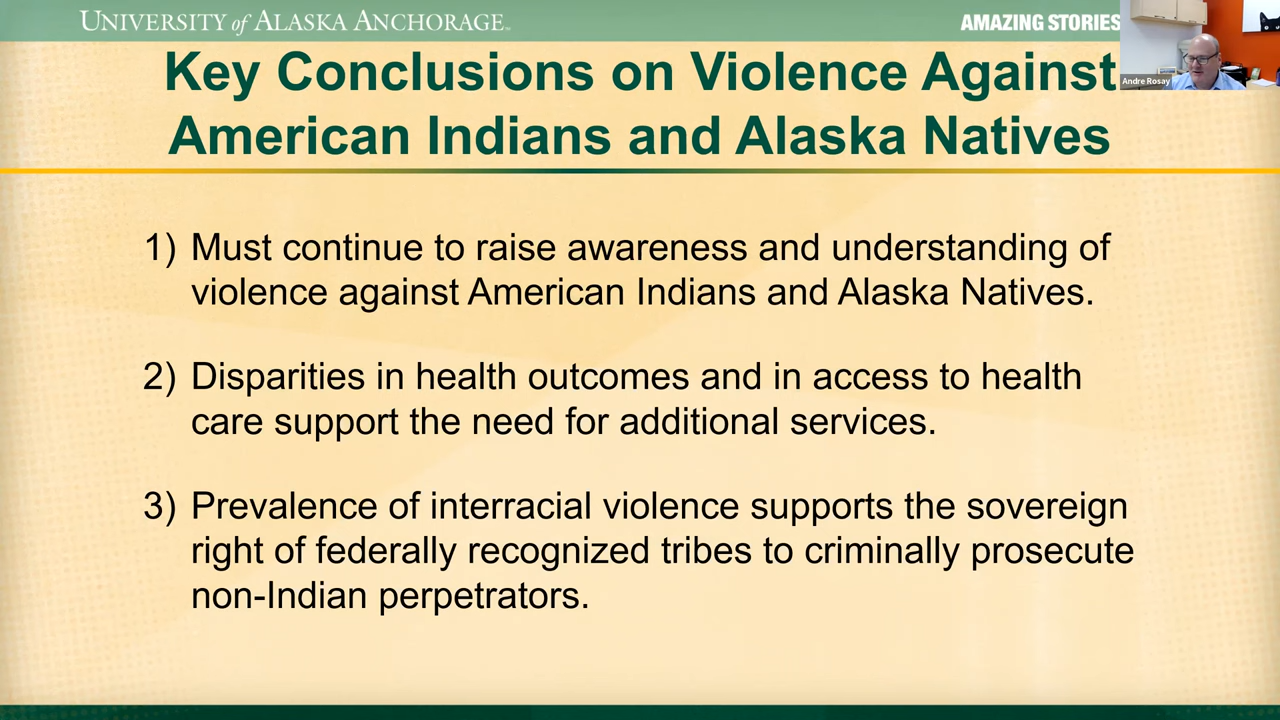 UNIVERSITY of ALASKA ANCHORAGE
AMAZING STORIES
Andre Rosay
Key Conclusions on Violence Against
American Indians and Alaska Natives
1) Must continue to raise awareness and understanding of
violence against American Indians and Alaska Natives.
2) Disparities in health outcomes and in access to health
care support the need for additional services.
3) Prevalence of interracial violence supports the sovereign
right of federally recognized tribes to criminally prosecute
non-Indian perpetrators.